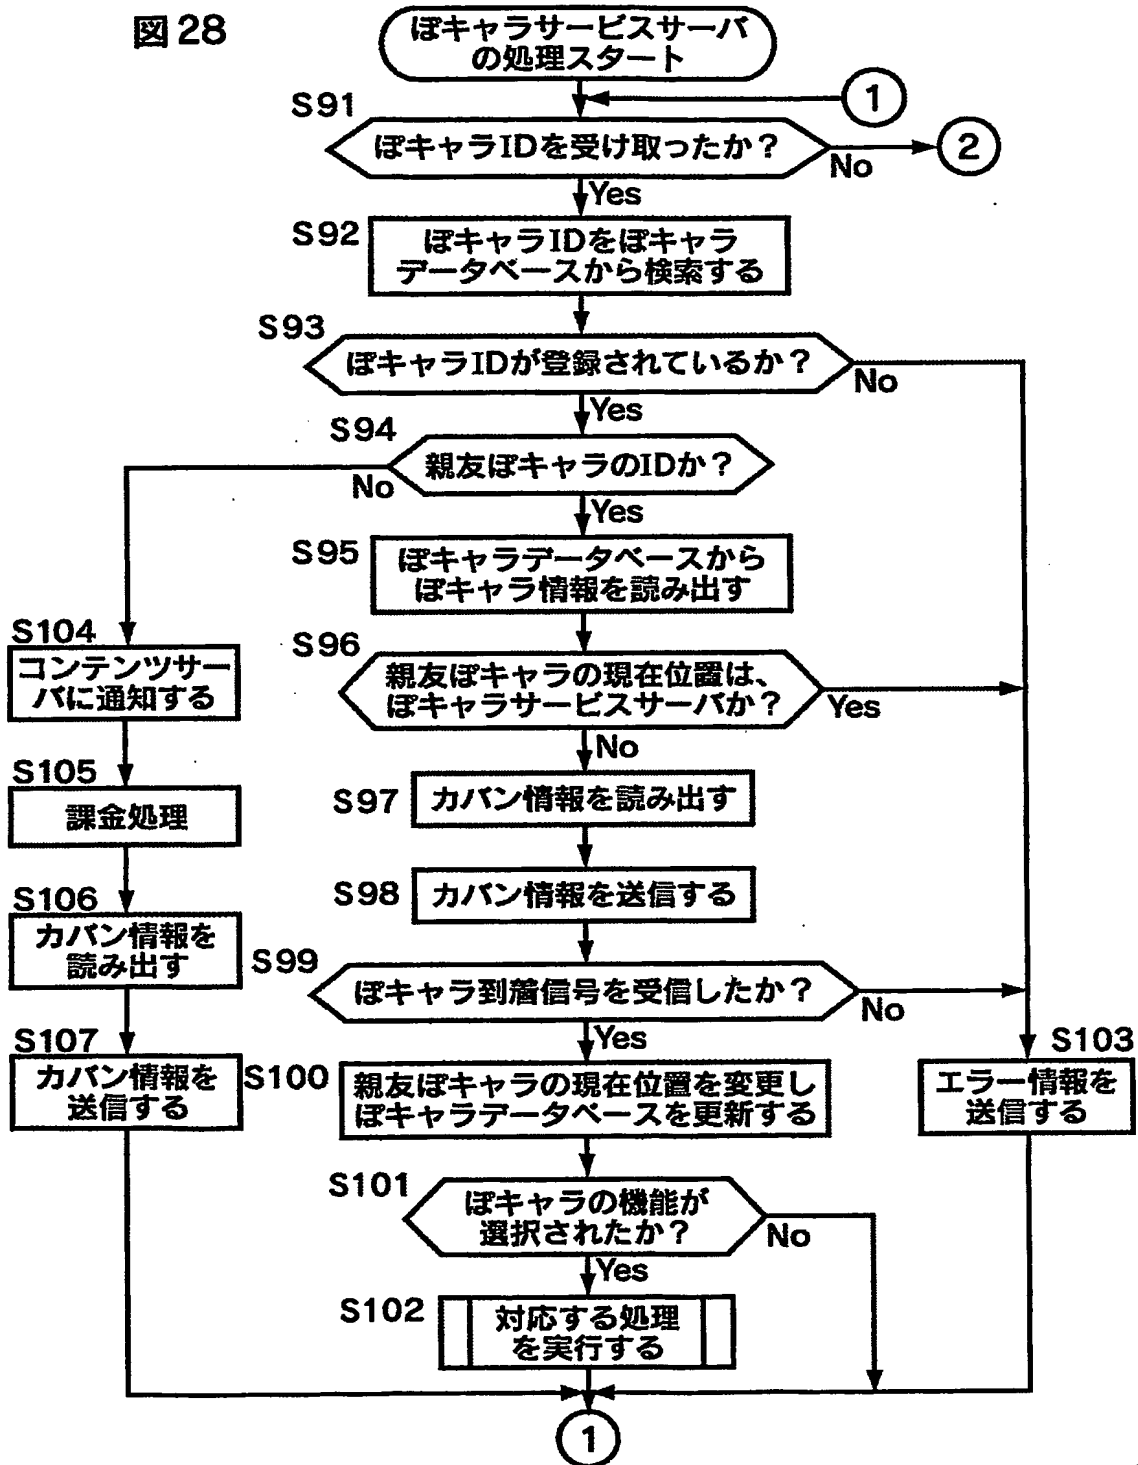 図28
ぽキャラサービスサーバ
の処理スタート
1
S91
ぽキャラIDを受け取ったか？
No
2
Yes
S92
ぽキャラIDをぽキャラ
データベースから検索する
S93
ぽキャラIDが登録されているか？
No
Yes
S94
親友ぽキャラのIDか？
No
Yes
S95
ぽキャラデータベースから
ぽキャラ情報を読み出す
S96
親友ぽキャラの現在位置は、
ぽキャラサービスサーバか？
Yes
No
S97
カバン情報を読み出す
S98
カバン情報を送信する
S99
ぽキャラ到着信号を受信したか？
No
Yes
S100
親友ぽキャラの現在位置を変更し
ぽキャラデータベースを更新する
S101
ぽキャラの機能が
選択されたか？
No
Yes
S102
対応する処理
を実行する
S103
エラー情報を
送信する
S104
コンテンツサー
バに通知する
S105
課金処理
S106
カバン情報を
読み出す
S107
カバン情報を
送信する
1